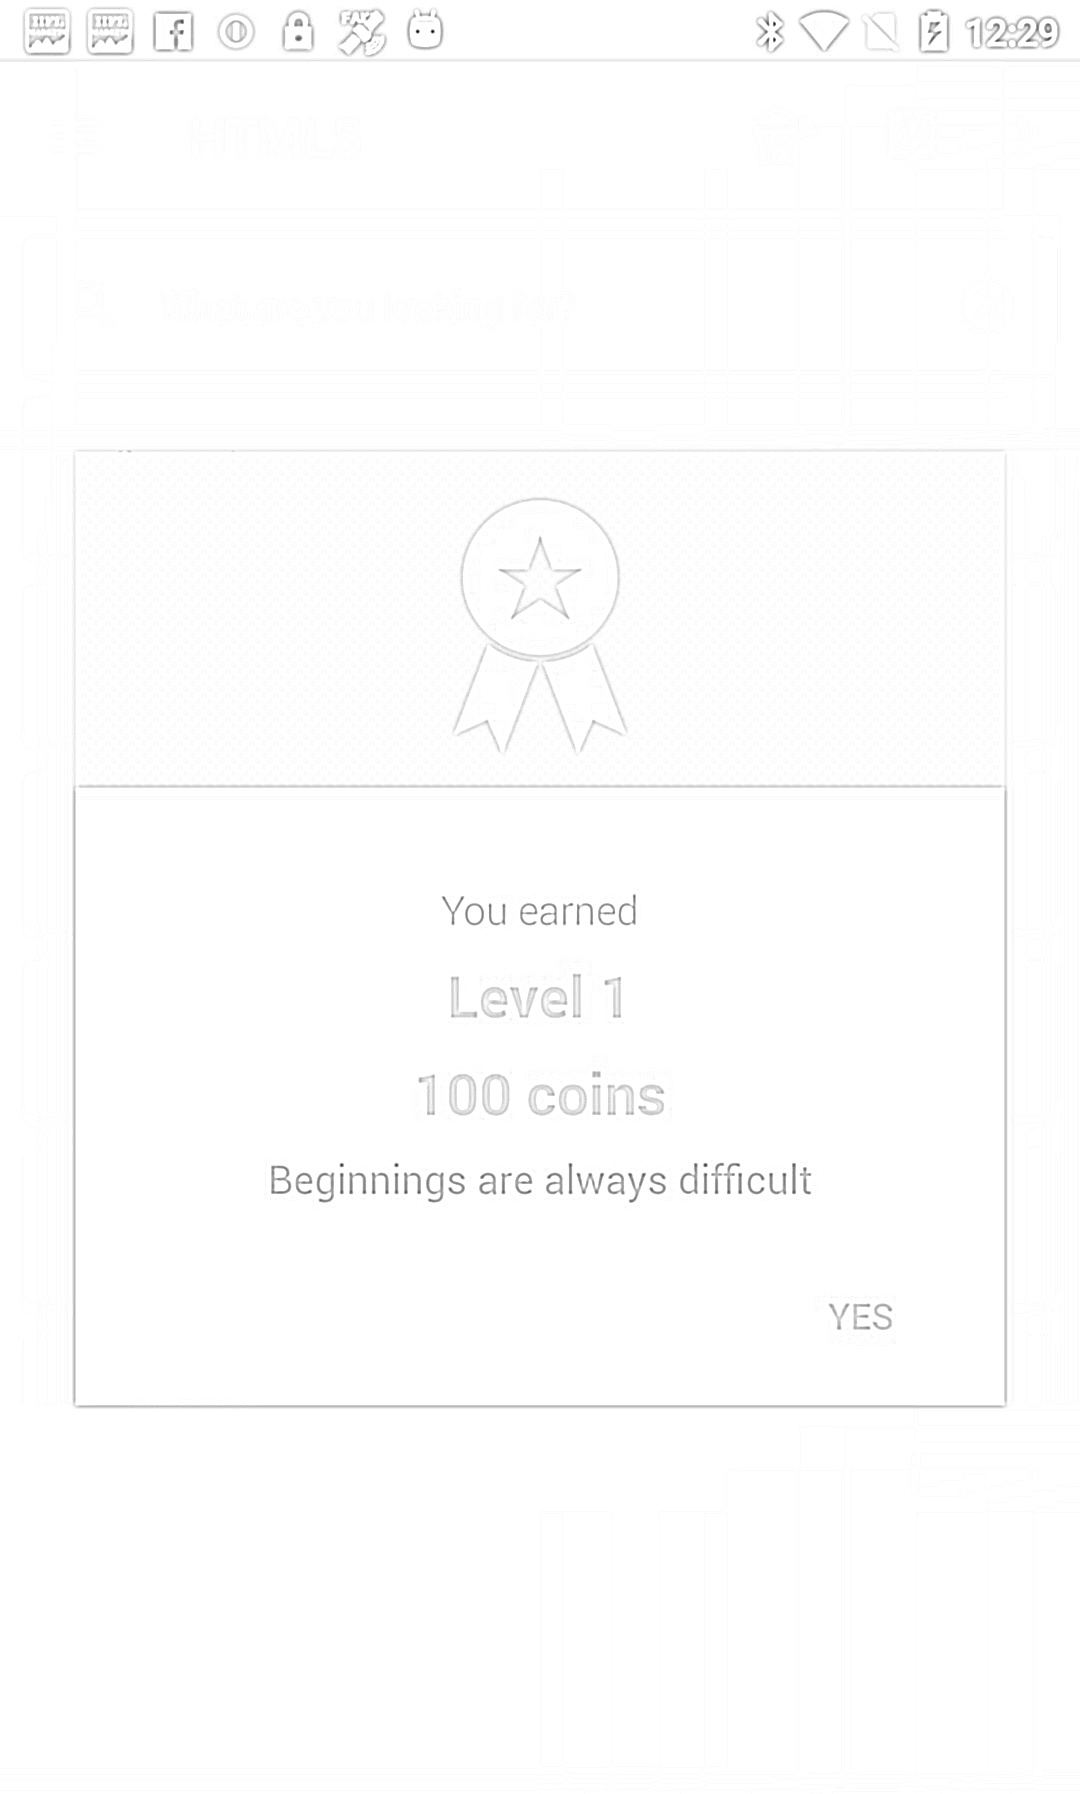 12:29
HTML5
What are you looking for?
You earned
Level 1
100 coins
Beginnings are always difficult
YES